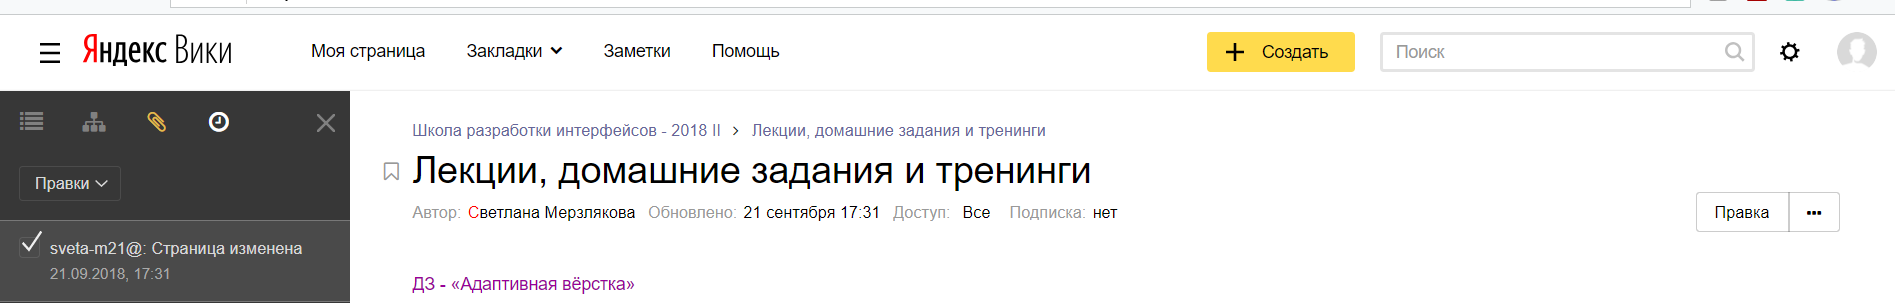 Яндекс Вики Моя страница Закладки Заметки Помощь Создать Поиск
Школа разработки интерфейсов - 2018 II Лекции, домашние задания и тренинги
Лекции, домашние задания и тренинги
Правки
Автор: Светлана Мерзлякова Обновлено: 21 сентября 17:31 Доступ: Все Подписка: нет
Правка
sveta-m21@: Страница изменена
21.09.2018, 17:31
ДЗ - «Адаптивная вёрстка»